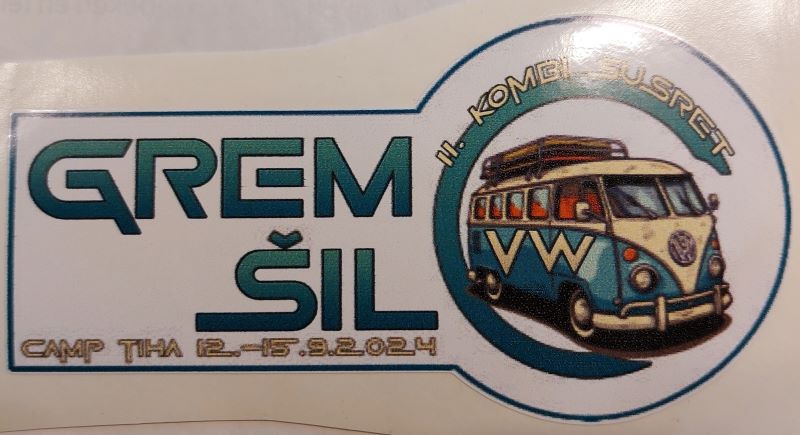 GREM
ŠIL
CAMP TIHA 12.-15.9.2024
II. KOMBI SUSRET
VW